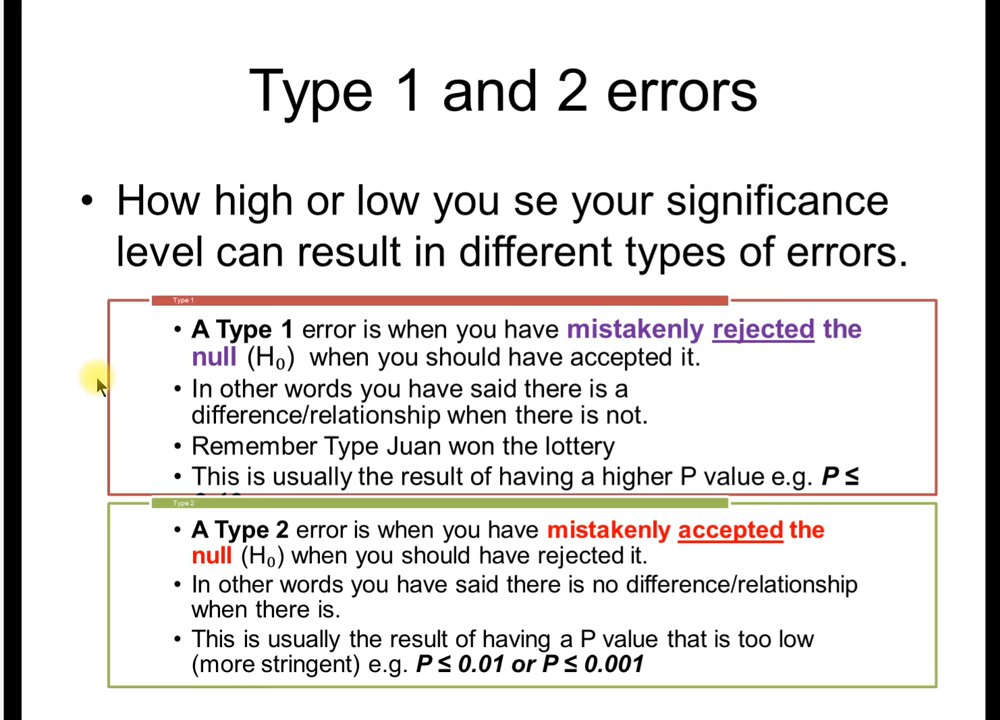 Type 1 and 2 errors
• How high or low you se your significance
level can result in different types of errors.
Type 1
• A Type 1 error is when you have mistakenly rejected the
null (H₀) when you should have accepted it.
• In other words you have said there is a
difference/relationship when there is not.
• Remember Type Juan won the lottery
• This is usually the result of having a higher P value e.g. P ≤
Type 2
• A Type 2 error is when you have mistakenly accepted the
null (H₀) when you should have rejected it.
• In other words you have said there is no difference/relationship
when there is.
• This is usually the result of having a P value that is too low
(more stringent) e.g. P ≤ 0.01 or P ≤ 0.001